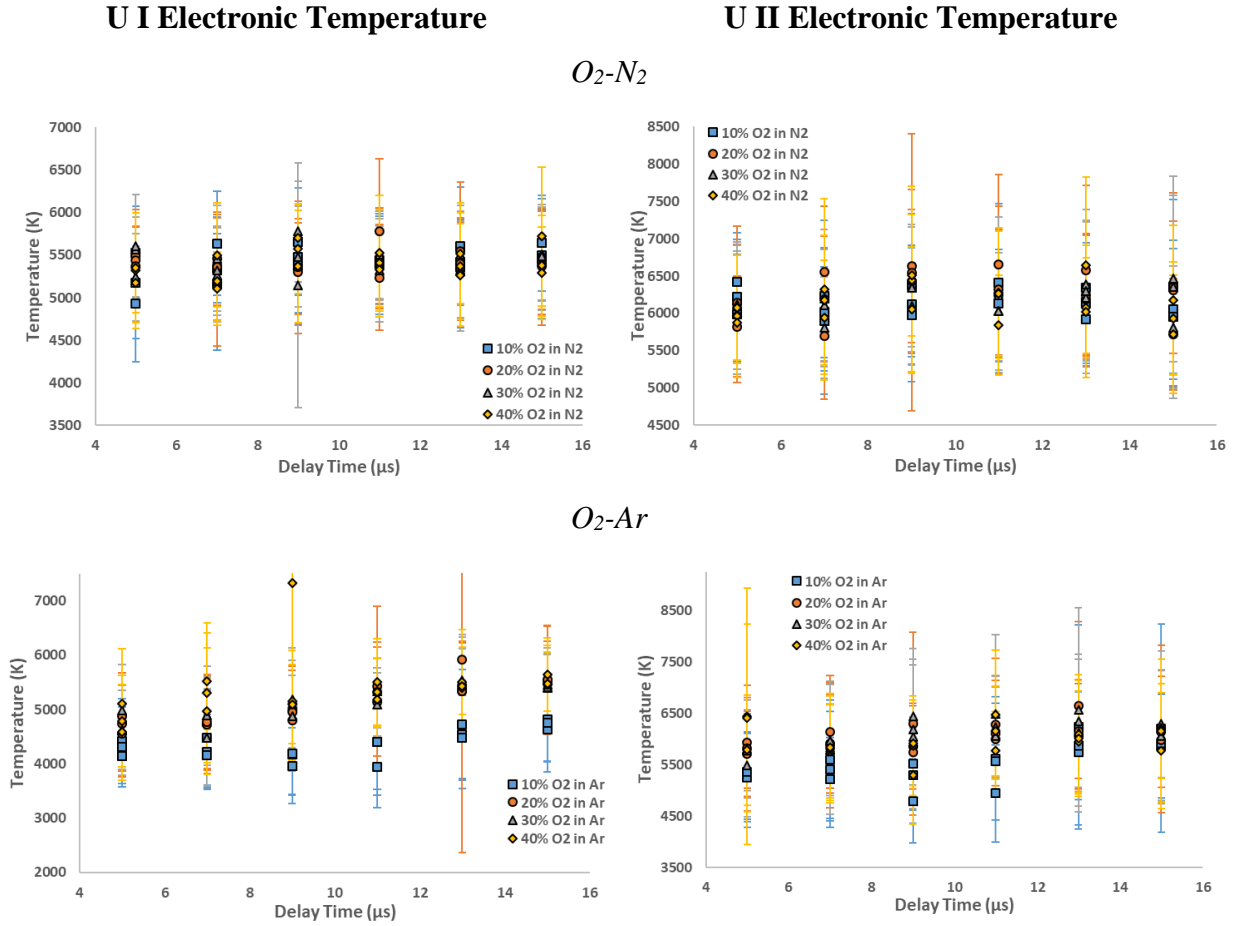 U I Electronic Temperature
U II Electronic Temperature
O2-N2
7000
6500
6000
5500
5000
4500
4000
3500
Temperature (K)
10% O2 in N2
20% O2 in N2
30% O2 in N2
40% O2 in N2
4 6 8 10 12 14 16
Delay Time (µs)
8500
8000
7500
7000
6500
6000
5500
5000
4500
Temperature (K)
10% O2 in N2
20% O2 in N2
30% O2 in N2
40% O2 in N2
4 6 8 10 12 14 16
Delay Time (µs)
O2-Ar
7000
6000
5000
4000
3000
2000
Temperature (K)
10% O2 in Ar
20% O2 in Ar
30% O2 in Ar
40% O2 in Ar
4 6 8 10 12 14 16
Delay Time (µs)
8500
7500
6500
5500
4500
3500
Temperature (K)
10% O2 in Ar
20% O2 in Ar
30% O2 in Ar
40% O2 in Ar
4 6 8 10 12 14 16
Delay Time (µs)